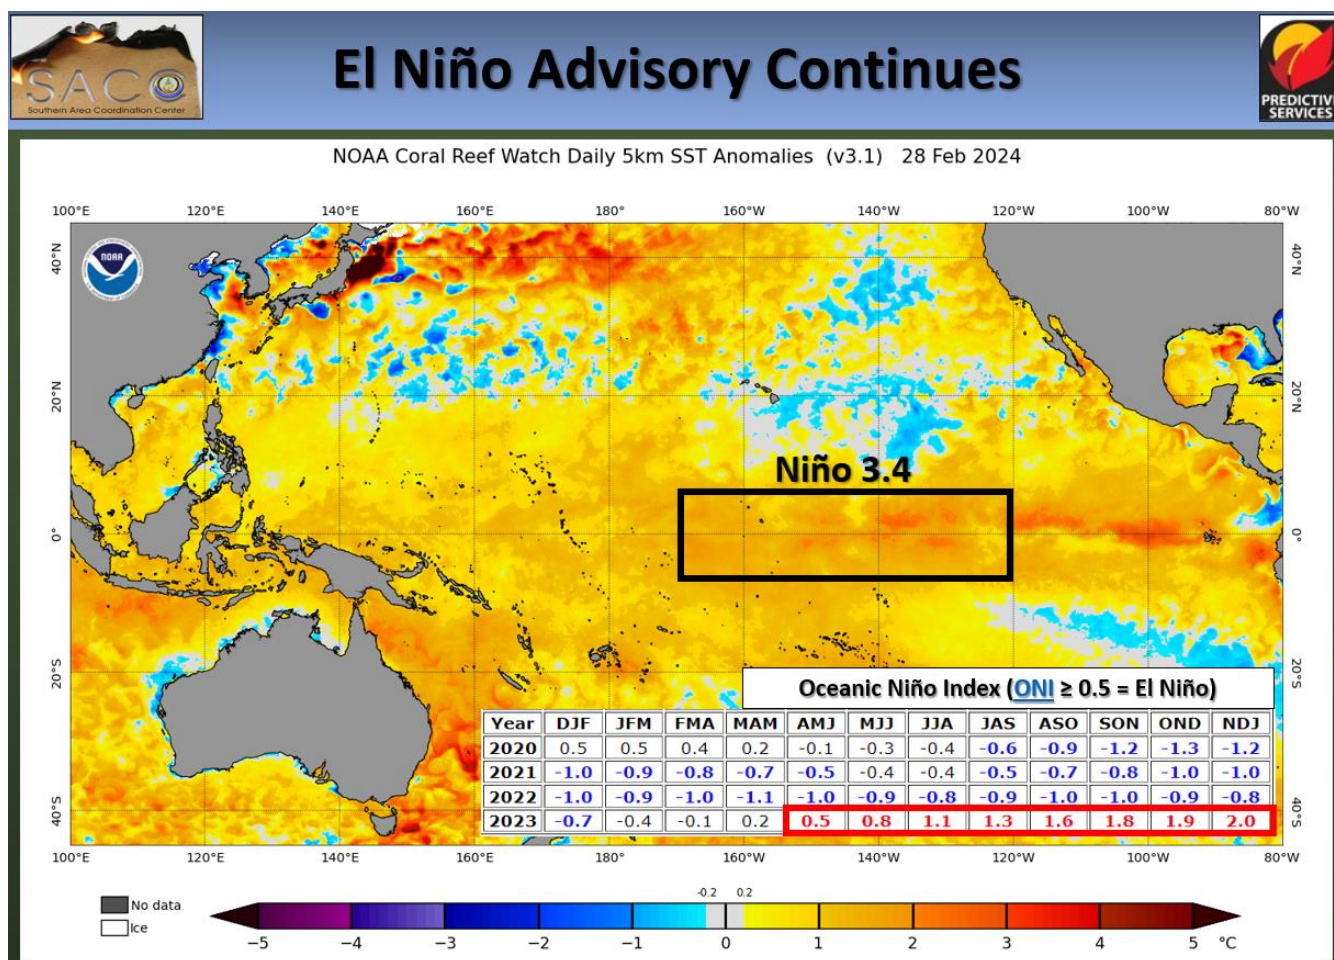 SACC
Southern Area Coordination Center
El Niño Advisory Continues
PREDICTIVE
SERVICES
NOAA Coral Reef Watch Daily 5km SST Anomalies (v3.1) 28 Feb 2024
100°E 120°E 140°E 160°E 180° 160°W 140°W 120°W 100°W 80°W
40°N 40°N
NOAA
20°N 20°N
Niño 3.4
0° 0°
20°S 20°S
Oceanic Niño Index (ONI ≥ 0.5 = El Niño)
Year DJF JFM FMA MAM AMJ MJJ JJA JAS ASO SON OND NDJ
2020 0.5 0.5 0.4 0.2 -0.1 -0.3 -0.4 -0.6 -0.9 -1.2 -1.3 -1.2
2021 -1.0 -0.9 -0.8 -0.7 -0.5 -0.4 -0.4 -0.5 -0.7 -0.8 -1.0 -1.0
2022 -1.0 -0.9 -1.0 -1.1 -1.0 -0.9 -0.8 -0.9 -1.0 -1.0 -0.9 -0.8
2023 -0.7 -0.4 -0.1 0.2 0.5 0.8 1.1 1.3 1.6 1.8 1.9 2.0
40°S 40°S
100°E 120°E 140°E 160°E 180° 160°W 140°W 120°W 100°W 80°W
-0.2 0.2
No data
Ice
−5 −4 −3 −2 −1 0 1 2 3 4 5 °C